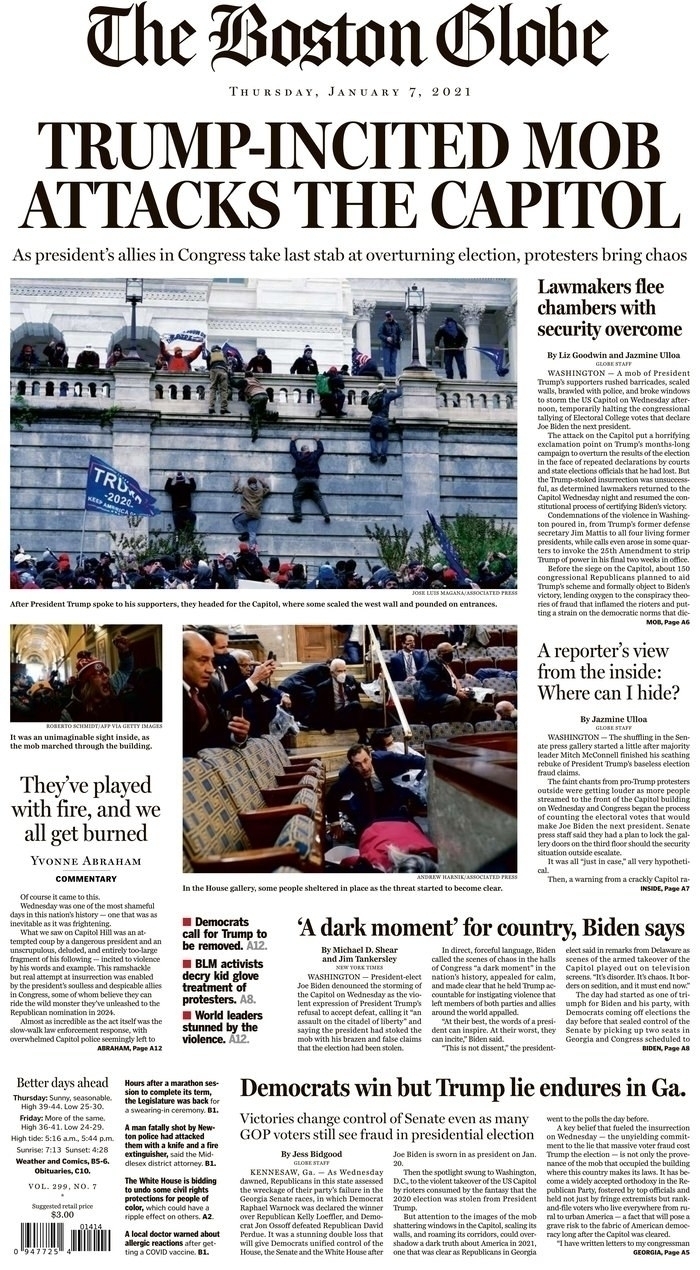 The Boston Globe
THURSDAY, JANUARY 7, 2021
TRUMP-INCITED MOB
ATTACKS THE CAPITOL
As president's allies in Congress take last stab at overturning election, protesters bring chaos
TRUMP
-2020-
KEEP AMERICA
JOSE LUIS MAGANA/ASSOCIATED PRESS
After President Trump spoke to his supporters, they headed for the Capitol, where some scaled the west wall and pounded on entrances.
Lawmakers flee
chambers with
security overcome
By Liz Goodwin and Jazmine Ulloa
GLOBE STAFF
WASHINGTON — A mob of President
Trump's supporters rushed barricades, scaled
walls, brawled with police, and broke windows
to storm the US Capitol on Wednesday after-
noon, temporarily halting the congressional
tallying of Electoral College votes that declare
Joe Biden the next president.
The attack on the Capitol put a horrifying
exclamation point on Trump's months-long
campaign to overturn the results of the election
in the face of repeated declarations by courts
and state elections officials that he had lost. But
the Trump-stoked insurrection was unsuccess-
ful, as determined lawmakers returned to the
Capitol Wednesday night and resumed the con-
stitutional process of certifying Biden's victory.
Condemnations of the violence in Washing-
ton poured in, from Trump's former defense
secretary Jim Mattis to all four living former
presidents, while calls even arose in some quar-
ters to invoke the 25th Amendment to strip
Trump of power in his final two weeks in office.
Before the siege on the Capitol, about 150
congressional Republicans planned to aid
Trump's scheme and formally object to Biden's
victory, lending oxygen to the conspiracy theo-
ries of fraud that inflamed the rioters and put-
ting a strain on the democratic norms that dic-
MOB, Page A6
ROBERTO SCHMIDT/AFP VIA GETTY IMAGES
It was an unimaginable sight inside, as
the mob marched through the building.
They've played
with fire, and we
all get burned
YVONNE ABRAHAM
COMMENTARY
Of course it came to this.
Wednesday was one of the most shameful
days in this nation's history — one that was as
inevitable as it was frightening.
What we saw on Capitol Hill was an at-
tempted coup by a dangerous president and an
unscrupulous, deluded, and entirely too-large
fragment of his following — incited to violence
by his words and example. This ramshackle
but real attempt at insurrection was enabled
by the president's soulless and despicable allies
in Congress, some of whom believe they can
ride the wild monster they've unleashed to the
Republican nomination in 2024.
Almost as incredible as the act itself was the
slow-walk law enforcement response, with
overwhelmed Capitol police seemingly left to
ABRAHAM, Page A12
ANDREW HARNIK/ASSOCIATED PRESS
In the House gallery, some people sheltered in place as the threat started to become clear.
A reporter's view
from the inside:
Where can I hide?
By Jazmine Ulloa
GLOBE STAFF
WASHINGTON — The shuffling in the Sen-
ate press gallery started a little after majority
leader Mitch McConnell finished his scathing
rebuke of President Trump's baseless election
fraud claims.
The faint chants from pro-Trump protesters
outside were getting louder as more people
streamed to the front of the Capitol building
on Wednesday and Congress began the process
of counting the electoral votes that would
make Joe Biden the next president. Senate
press staff said they had a plan to lock the gal-
lery doors on the third floor should the security
situation outside escalate.
It was all "just in case," all very hypotheti-
cal.
Then, a warning from a crackly Capitol ra-
INSIDE, Page A7
Democrats
call for Trump to
be removed. A12.
BLM activists
decry kid glove
treatment of
protesters. A8.
World leaders
stunned by the
violence. A12.
'A dark moment' for country, Biden says
By Michael D. Shear
and Jim Tankersley
NEW YORK TIMES
WASHINGTON — President-elect
Joe Biden denounced the storming of
the Capitol on Wednesday as the vio-
lent expression of President Trump's
refusal to accept defeat, calling it "an
assault on the citadel of liberty" and
saying the president had stoked the
mob with his brazen and false claims
that the election had been stolen.
In direct, forceful language, Biden
called the scenes of chaos in the halls
of Congress "a dark moment" in the
nation's history, appealed for calm,
and made clear that he held Trump ac-
countable for instigating violence that
left members of both parties and allies
around the world appalled.
"At their best, the words of a presi-
dent can inspire. At their worst, they
can incite," Biden said.
"This is not dissent," the president-
elect said in remarks from Delaware as
scenes of the armed takeover of the
Capitol played out on television
screens. "It's disorder. It's chaos. It bor-
ders on sedition, and it must end now."
The day had started as one of tri-
umph for Biden and his party, with
Democrats coming off elections the
day before that sealed control of the
Senate by picking up two seats in
Georgia and Congress scheduled to
BIDEN, Page A8
Better days ahead
Thursday: Sunny, seasonable.
High 39-44. Low 25-30.
Friday: More of the same.
High 36-41. Low 24-29.
High tide: 5:16 a.m., 5:44 p.m.
Sunrise: 7:13 Sunset: 4:28
Weather and Comics, B5-6.
Obituaries, C10.
VOL. 299, NO. 7
*
Suggested retail price
$3.00
01414
0 947725 4
Hours after a marathon ses-
sion to complete its term,
the Legislature was back for
a swearing-in ceremony. B1.
A man fatally shot by New-
ton police had attacked
them with a knife and a fire
extinguisher, said the Mid-
dlesex district attorney. B1.
The White House is bidding
to undo some civil rights
protections for people of
color, which could have a
ripple effect on others. A2.
A local doctor warned about
allergic reactions after get-
ting a COVID vaccine. B1.
Democrats win but Trump lie endures in Ga.
Victories change control of Senate even as many
GOP voters still see fraud in presidential election
By Jess Bidgood
GLOBE STAFF
KENNESAW, Ga. — As Wednesday
dawned, Republicans in this state assessed
the wreckage of their party's failure in the
Georgia Senate races, in which Democrat
Raphael Warnock was declared the winner
over Republican Kelly Loeffler, and Demo-
crat Jon Ossoff defeated Republican David
Perdue. It was a stunning double loss that
will give Democrats unified control of the
House, the Senate and the White House after
Joe Biden is sworn in as president on Jan.
20.
Then the spotlight swung to Washington,
D.C., to the violent takeover of the US Capitol
by rioters consumed by the fantasy that the
2020 election was stolen from President
Trump.
But attention to the images of the mob
shattering windows in the Capitol, scaling its
walls, and roaming its corridors, could over-
shadow a dark truth about America in 2021,
one that was clear as Republicans in Georgia
went to the polls the day before.
A key belief that fueled the insurrection
on Wednesday — the unyielding commit-
ment to the lie that massive voter fraud cost
Trump the election — is not only the prove-
nance of the mob that occupied the building
where this country makes its laws. It has be-
come a widely accepted orthodoxy in the Re-
publican Party, fostered by top officials and
held not just by fringe extremists but rank-
and-file voters who live everywhere from ru-
ral to urban America — a fact that will pose a
grave risk to the fabric of American democ-
racy long after the Capitol was cleared.
"I have written letters to my congressman
GEORGIA, Page A5